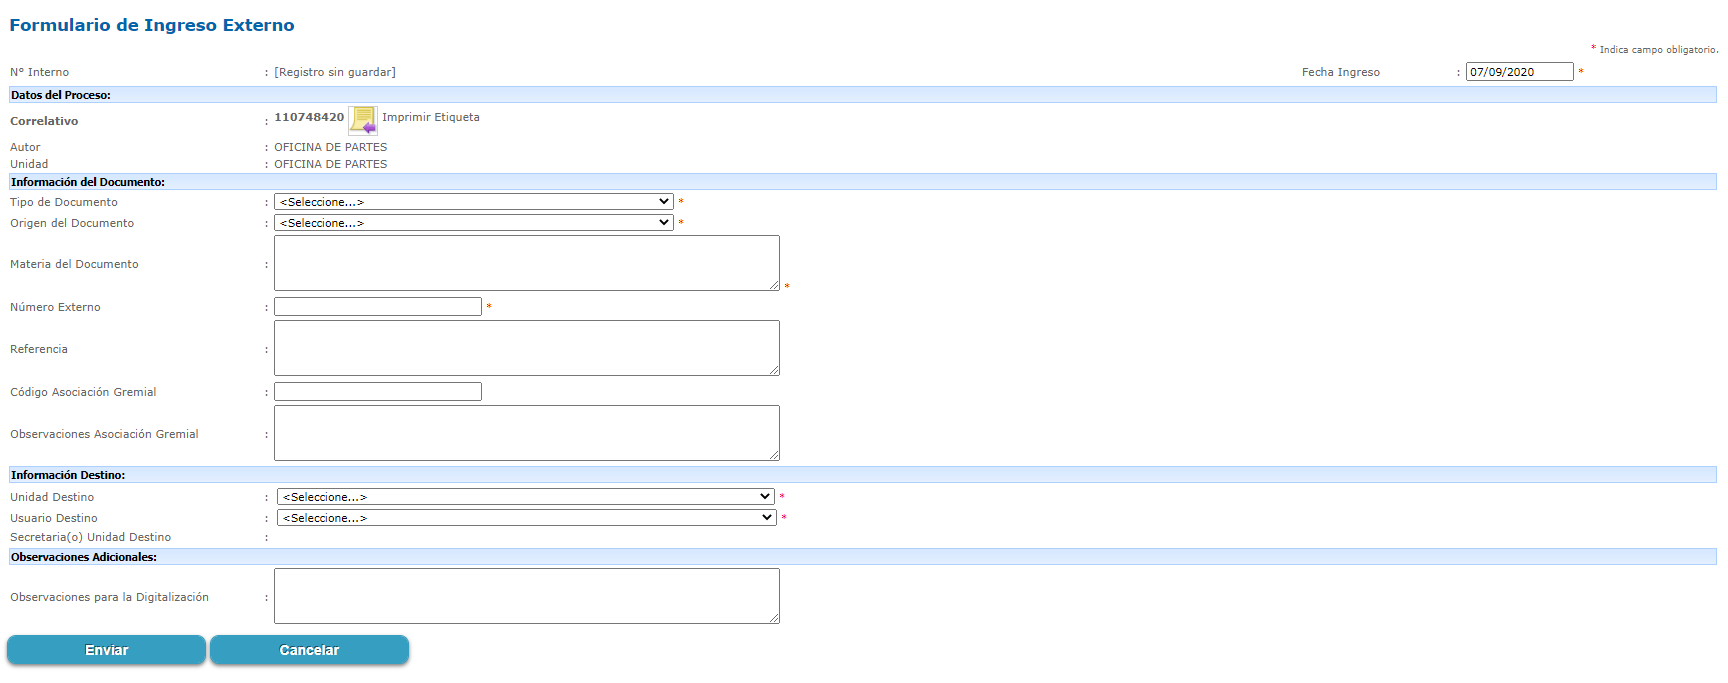 Formulario de Ingreso Externo
* Indica campo obligatorio.
N° Interno : [Registro sin guardar] Fecha Ingreso : 07/09/2020 *
Datos del Proceso:
Correlativo : 110748420 Imprimir Etiqueta
Autor : OFICINA DE PARTES
Unidad : OFICINA DE PARTES
Información del Documento:
Tipo de Documento : <Seleccione...> *
Origen del Documento : <Seleccione...> *
Materia del Documento : *
Número Externo : *
Referencia :
Código Asociación Gremial :
Observaciones Asociación Gremial :
Información Destino:
Unidad Destino : <Seleccione...> *
Usuario Destino : <Seleccione...> *
Secretaria(o) Unidad Destino :
Observaciones Adicionales:
Observaciones para la Digitalización :
Enviar Cancelar